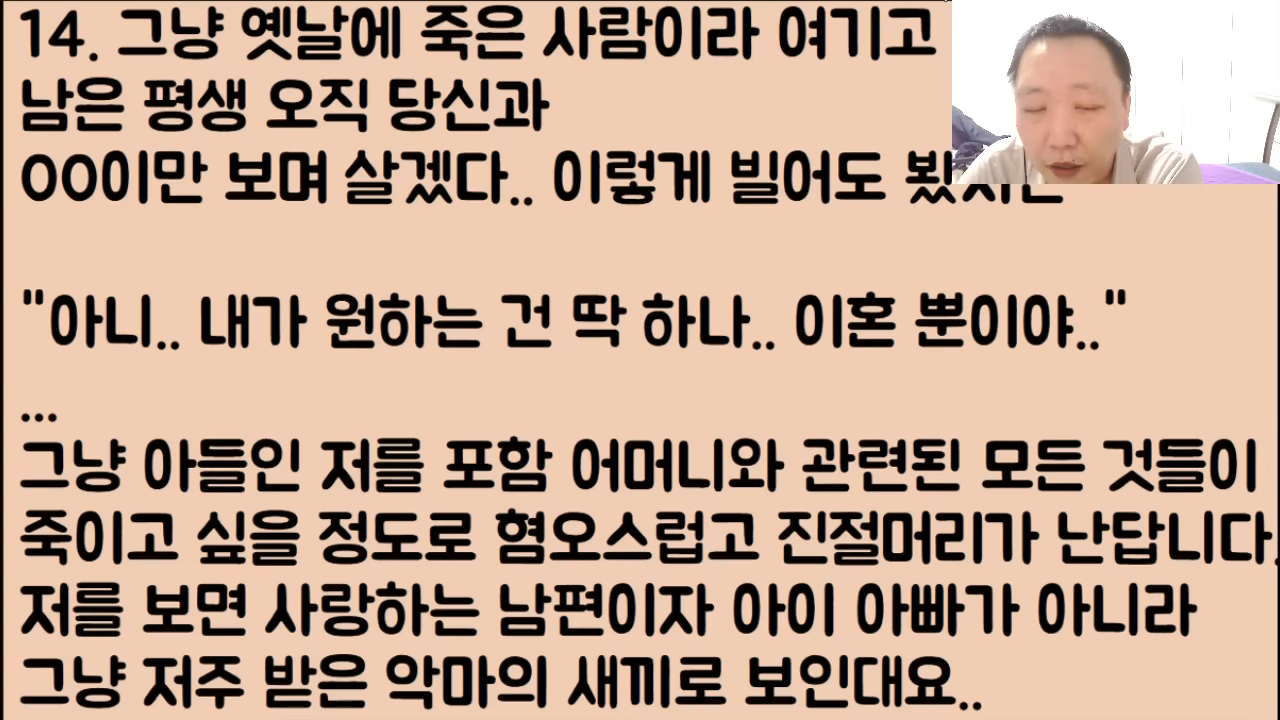 14. 그냥 옛날에 죽은 사람이라 여기고
남은 평생 오직 당신과
OO이만 보며 살겠다.. 이렇게 빌어도
"아니.. 내가 원하는 건 딱 하나.. 이혼 뿐이야.."
...
그냥 아들인 저를 포함 어머니와 관련된 모든 것들이
죽이고 싶을 정도로 혐오스럽고 진절머리가 난답니다.
저를 보면 사랑하는 남편이자 아이 아빠가 아니라
그냥 저주 받은 악마의 새끼로 보인대요..